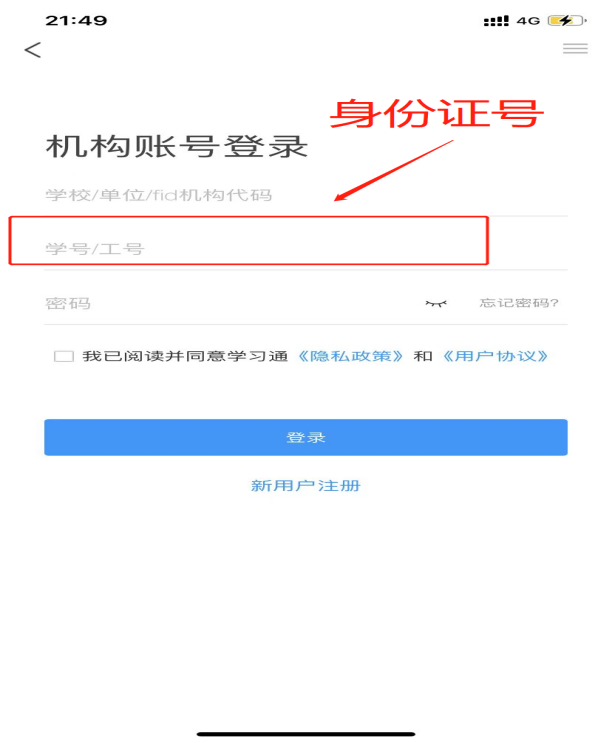 21:49
4G
身份证号
机构账号登录
学校/单位/fid机构代码
学号/工号
密码 忘记密码?
我已阅读并同意学习通《隐私政策》和《用户协议》
登录
新用户注册